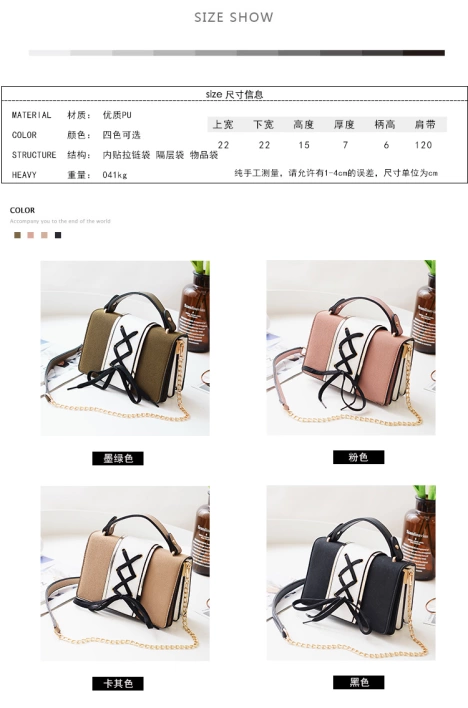 SIZE SHOW
size 尺寸信息
MATERIAL 材质： 优质PU
COLOR 颜色： 四色可选
STRUCTURE 结构： 内贴拉链袋 隔层袋 物品袋
HEAVY 重量： 041kg
上宽 下宽 高度 厚度 柄高 肩带
22 22 15 7 6 120
纯手工测量，请允许有1-4cm的误差，尺寸单位为cm
COLOR
Accompany you to the end of the world
墨绿色
粉色
卡其色
黑色